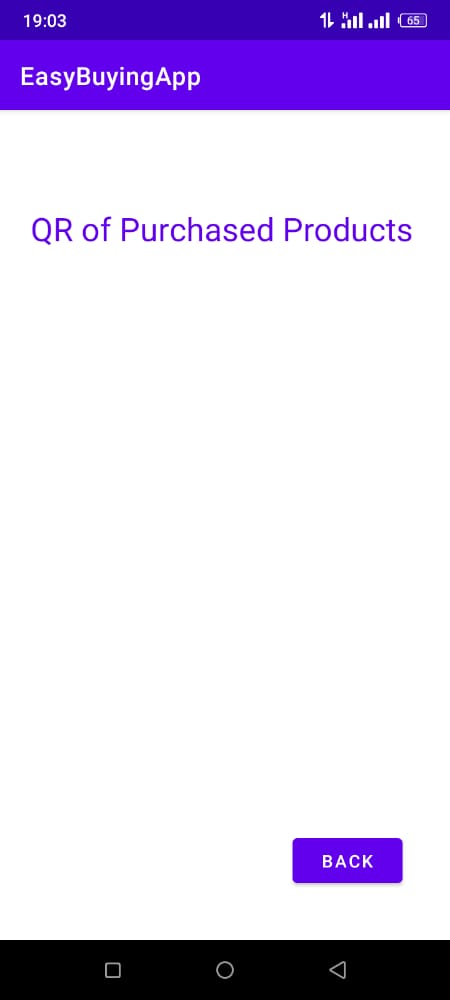 19:03
H
65
EasyBuyingApp
QR of Purchased Products
BACK